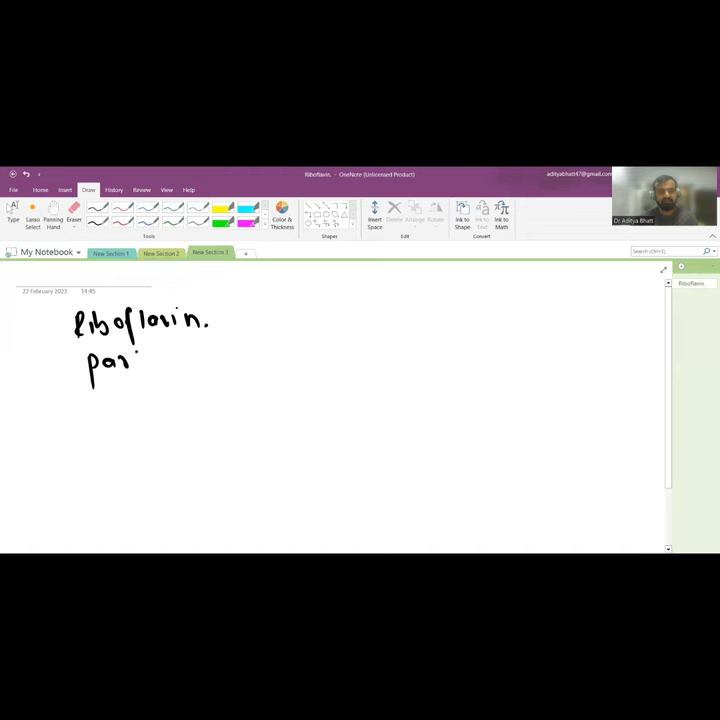 Riboflavin. - OneNote (Unlicensed Product)
adityabhatt47@gmail.com
File Home Insert Draw History Review View Help
Type Lasso Select Panning Hand Eraser Color & Thickness Insert Space Delete Arrange Rotate Ink to Shape Ink to Text Ink to Math
Tools Shapes Edit Convert
Dr Aditya Bhatt
My Notebook New Section 1 New Section 2 New Section 3 + Search (Ctrl+E)
Riboflavin.
22 February 2023 14:45
Riboflavin.
par